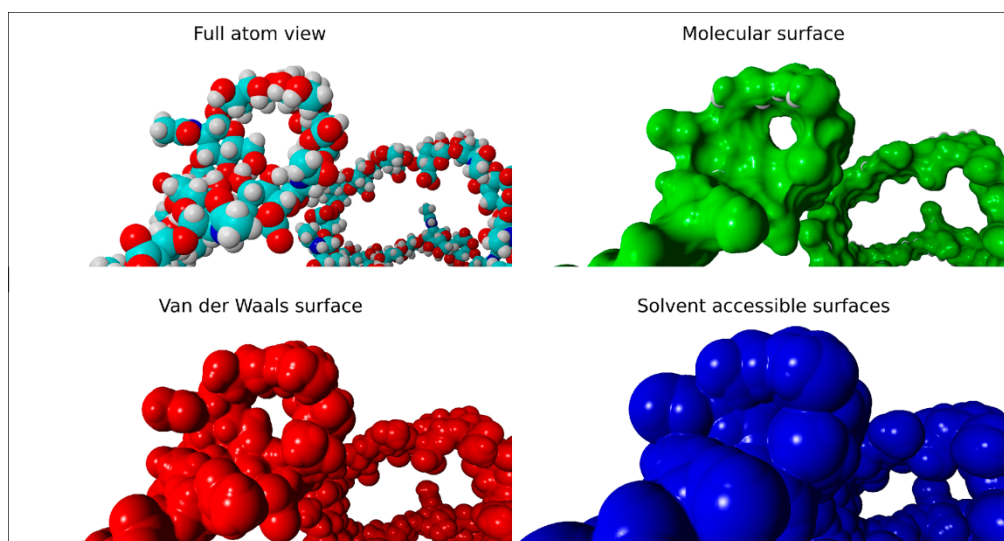 Full atom view
Molecular surface
Van der Waals surface
Solvent accessible surfaces